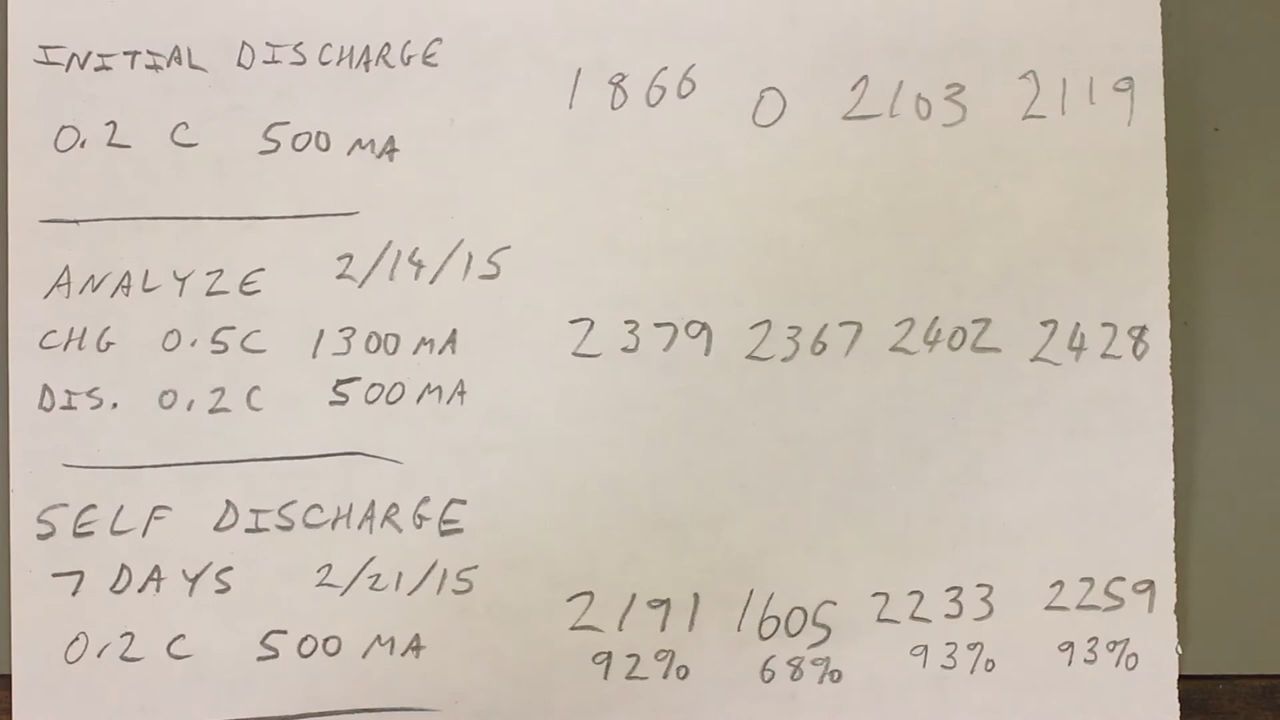 INITIAL DISCHARGE
1866 0 2103 2119
0.2 C 500 MA
ANALYZE 2/14/15
CHG 0.5C 1300 MA
2379 2367 2402 2428
DIS. 0.2C 500 MA
SELF DISCHARGE
7 DAYS 2/21/15
2191 1605 2233 2259
0.2 C 500 MA
92% 68% 93% 93%